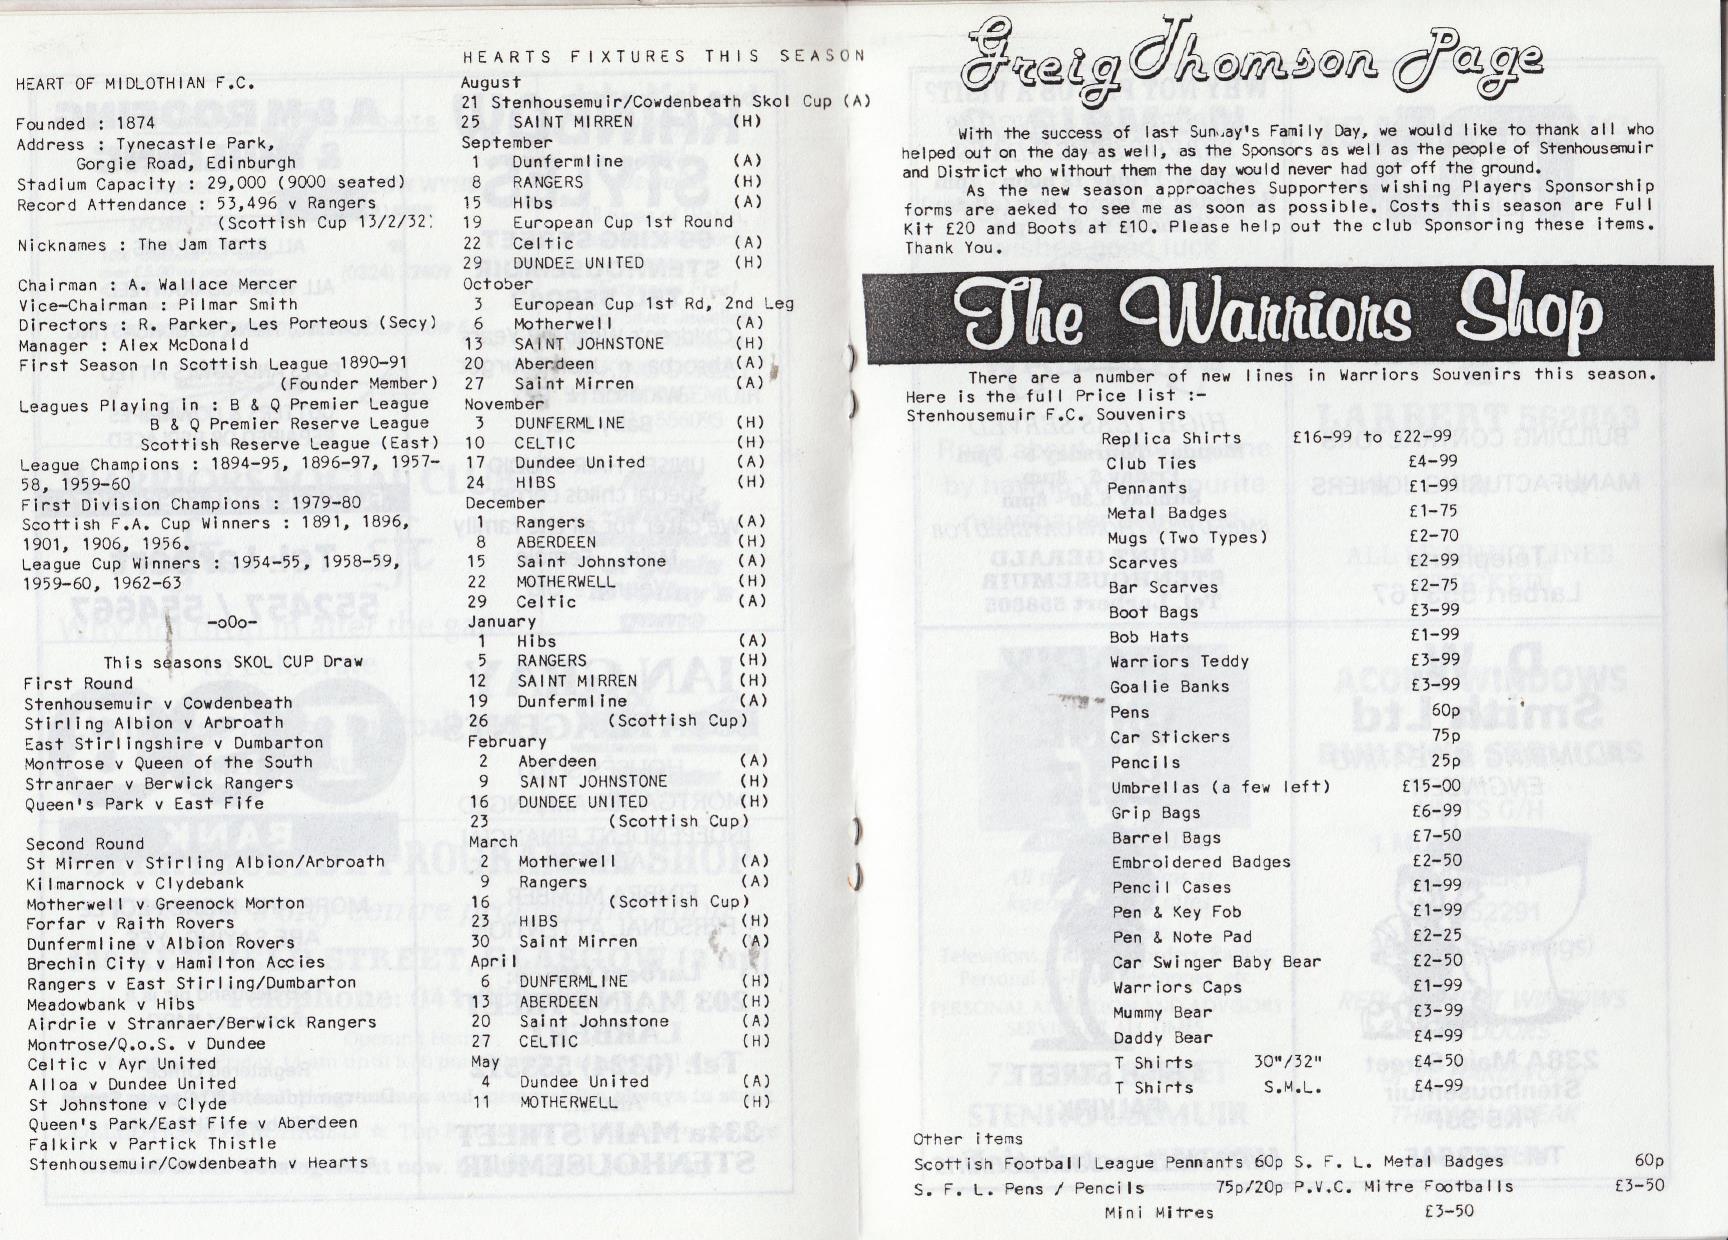 HEART OF MIDLOTHIAN F.C.
Founded : 1874
Address : Tynecastle Park,
Gorgie Road, Edinburgh
Stadium Capacity : 29,000 (9000 seated)
Record Attendance : 53,496 v Rangers
(Scottish Cup 13/2/32)
Nicknames : The Jam Tarts
Chairman : A. Wallace Mercer
Vice-Chairman : Pilmar Smith
Directors : R. Parker, Les Porteous (Secy)
Manager : Alex McDonald
First Season In Scottish League 1890-91
(Founder Member)
Leagues Playing in : B & Q Premier League
B & Q Premier Reserve League
Scottish Reserve League (East)
League Champions : 1894-95, 1896-97, 1957-
58, 1959-60
First Division Champions : 1979-80
Scottish F.A. Cup Winners : 1891, 1896,
1901, 1906, 1956.
League Cup Winners : 1954-55, 1958-59,
1959-60, 1962-63
-oOo-
This seasons SKOL CUP Draw
First Round
Stenhousemuir v Cowdenbeath
Stirling Albion v Arbroath
East Stirlingshire v Dumbarton
Montrose v Queen of the South
Stranraer v Berwick Rangers
Queen's Park v East Fife
Second Round
St Mirren v Stirling Albion/Arbroath
Kilmarnock v Clydebank
Motherwell v Greenock Morton
Forfar v Raith Rovers
Dunfermline v Albion Rovers
Brechin City v Hamilton Accies
Rangers v East Stirling/Dumbarton
Meadowbank v Hibs
Airdrie v Stranraer/Berwick Rangers
Montrose/Q.o.S. v Dundee
Celtic v Ayr United
Alloa v Dundee United
St Johnstone v Clyde
Queen's Park/East Fife v Aberdeen
Falkirk v Partick Thistle
Stenhousemuir/Cowdenbeath v Hearts
HEARTS FIXTURES THIS SEASON
August
21 Stenhousemuir/Cowdenbeath Skol Cup (A)
25 SAINT MIRREN (H)
September
1 Dunfermline (A)
8 RANGERS (H)
15 Hibs (A)
19 European Cup 1st Round
22 Celtic (A)
29 DUNDEE UNITED (H)
October
3 European Cup 1st Rd, 2nd Leg
6 Motherwell (A)
13 SAINT JOHNSTONE (H)
20 Aberdeen (A)
27 Saint Mirren (A)
November
3 DUNFERMLINE (H)
10 CELTIC (H)
17 Dundee United (A)
24 HIBS (H)
December
1 Rangers (A)
8 ABERDEEN (H)
15 Saint Johnstone (A)
22 MOTHERWELL (H)
29 Celtic (A)
January
1 Hibs (A)
5 RANGERS (H)
12 SAINT MIRREN (H)
19 Dunfermline (A)
26 (Scottish Cup)
February
2 Aberdeen (A)
9 SAINT JOHNSTONE (H)
16 DUNDEE UNITED (H)
23 (Scottish Cup)
March
2 Motherwell (A)
9 Rangers (A)
16 (Scottish Cup)
23 HIBS (H)
30 Saint Mirren (A)
April
6 DUNFERMLINE (H)
13 ABERDEEN (H)
20 Saint Johnstone (A)
27 CELTIC (H)
May
4 Dundee United (A)
11 MOTHERWELL (H)
Greig Thomson Page
With the success of last Sunday's Family Day, we would like to thank all who
helped out on the day as well, as the Sponsors as well as the people of Stenhousemuir
and District who without them the day would never had got off the ground.
As the new season approaches Supporters wishing Players Sponsorship
forms are aeked to see me as soon as possible. Costs this season are Full
Kit £20 and Boots at £10. Please help out the club Sponsoring these items.
Thank You.
The Warriors Shop
There are a number of new lines in Warriors Souvenirs this season.
Here is the full Price list :-
Stenhousemuir F.C. Souvenirs
Replica Shirts £16-99 to £22-99
Club Ties £4-99
Pennants £1-99
Metal Badges £1-75
Mugs (Two Types) £2-70
Scarves £2-99
Bar Scarves £2-75
Boot Bags £3-99
Bob Hats £1-99
Warriors Teddy £3-99
Goalie Banks £3-99
Pens 60p
Car Stickers 75p
Pencils 25p
Umbrellas (a few left) £15-00
Grip Bags £6-99
Barrel Bags £7-50
Embroidered Badges £2-50
Pencil Cases £1-99
Pen & Key Fob £1-99
Pen & Note Pad £2-25
Car Swinger Baby Bear £2-50
Warriors Caps £1-99
Mummy Bear £3-99
Daddy Bear £4-99
T Shirts 30"/32" £4-50
T Shirts S.M.L. £4-99
Other items
Scottish Football League Pennants 60p S. F. L. Metal Badges 60p
S. F. L. Pens / Pencils 75p/20p P.V.C. Mitre Footballs £3-50
Mini Mitres £3-50